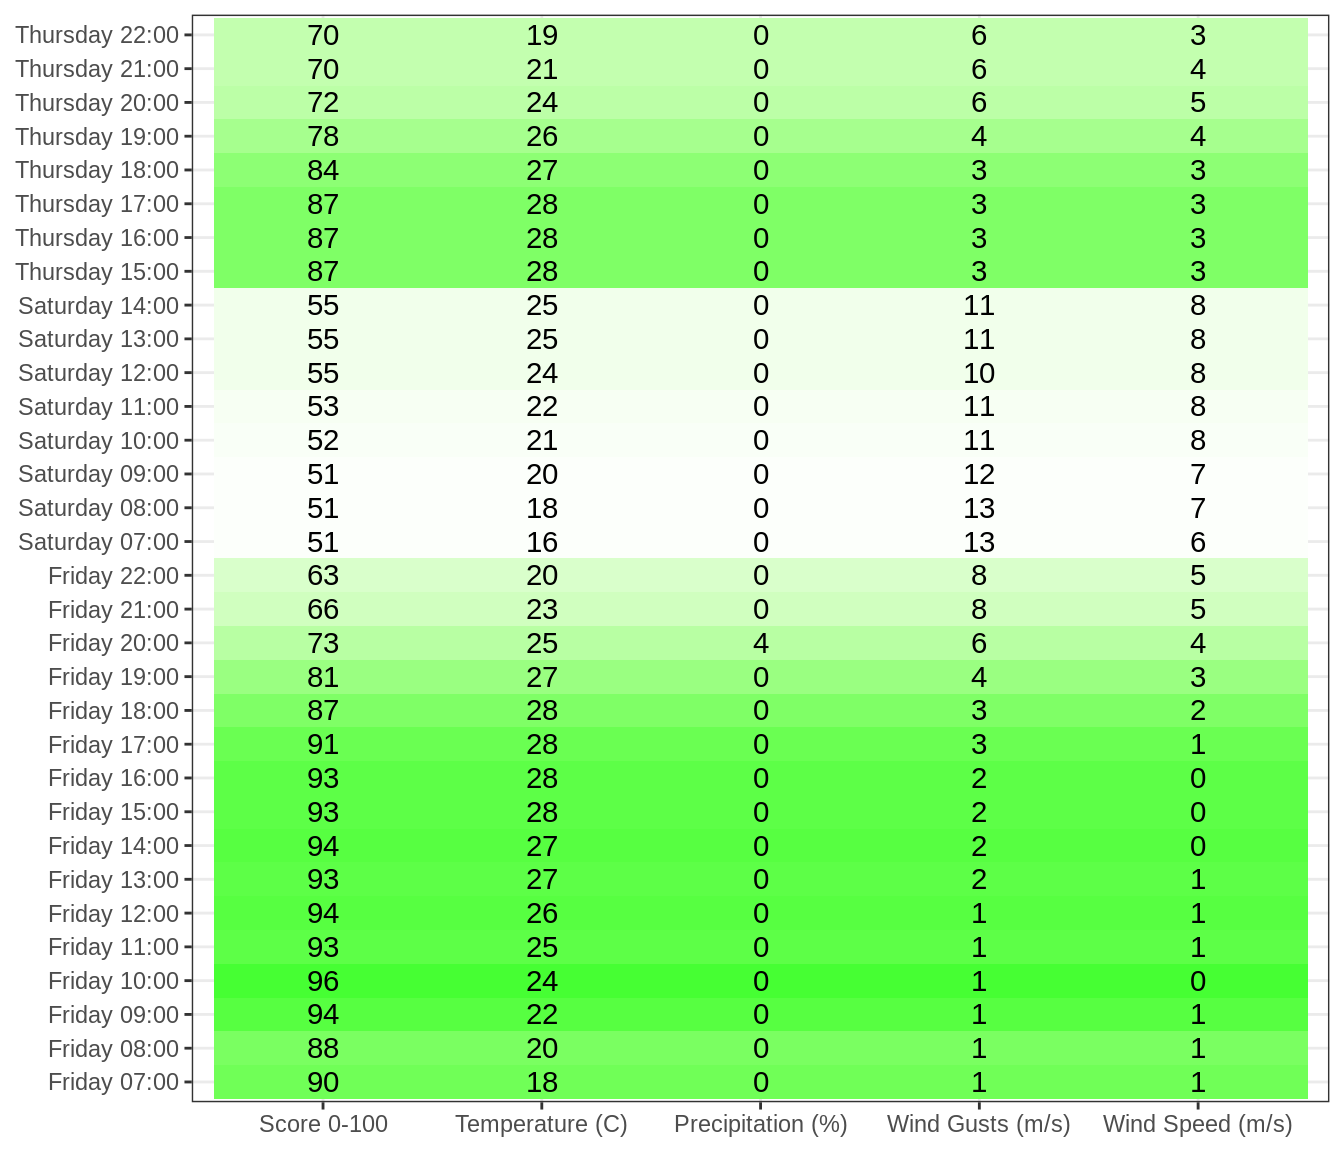 Thursday 22:00 70 19 0 6 3
Thursday 21:00 70 21 0 6 4
Thursday 20:00 72 24 0 6 5
Thursday 19:00 78 26 0 4 4
Thursday 18:00 84 27 0 3 3
Thursday 17:00 87 28 0 3 3
Thursday 16:00 87 28 0 3 3
Thursday 15:00 87 28 0 3 3
Saturday 14:00 55 25 0 11 8
Saturday 13:00 55 25 0 11 8
Saturday 12:00 55 24 0 10 8
Saturday 11:00 53 22 0 11 8
Saturday 10:00 52 21 0 11 8
Saturday 09:00 51 20 0 12 7
Saturday 08:00 51 18 0 13 7
Saturday 07:00 51 16 0 13 6
Friday 22:00 63 20 0 8 5
Friday 21:00 66 23 0 8 5
Friday 20:00 73 25 4 6 4
Friday 19:00 81 27 0 4 3
Friday 18:00 87 28 0 3 2
Friday 17:00 91 28 0 3 1
Friday 16:00 93 28 0 2 0
Friday 15:00 93 28 0 2 0
Friday 14:00 94 27 0 2 0
Friday 13:00 93 27 0 2 1
Friday 12:00 94 26 0 1 1
Friday 11:00 93 25 0 1 1
Friday 10:00 96 24 0 1 0
Friday 09:00 94 22 0 1 1
Friday 08:00 88 20 0 1 1
Friday 07:00 90 18 0 1 1
Score 0-100 Temperature (C) Precipitation (%) Wind Gusts (m/s) Wind Speed (m/s)